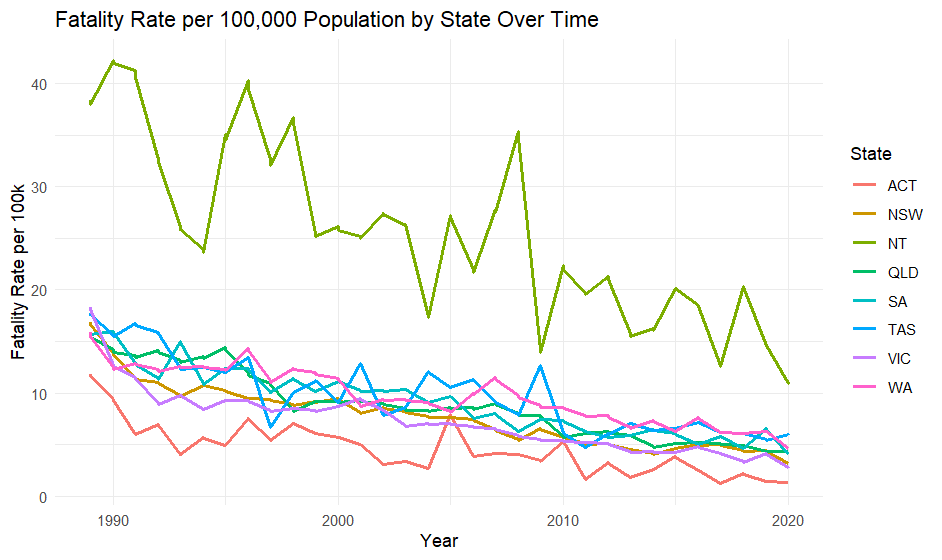 Fatality Rate per 100,000 Population by State Over Time
Fatality Rate per 100k
40
30
20
10
0
1990
2000
2010
2020
Year
State
ACT
NSW
NT
QLD
SA
TAS
VIC
WA